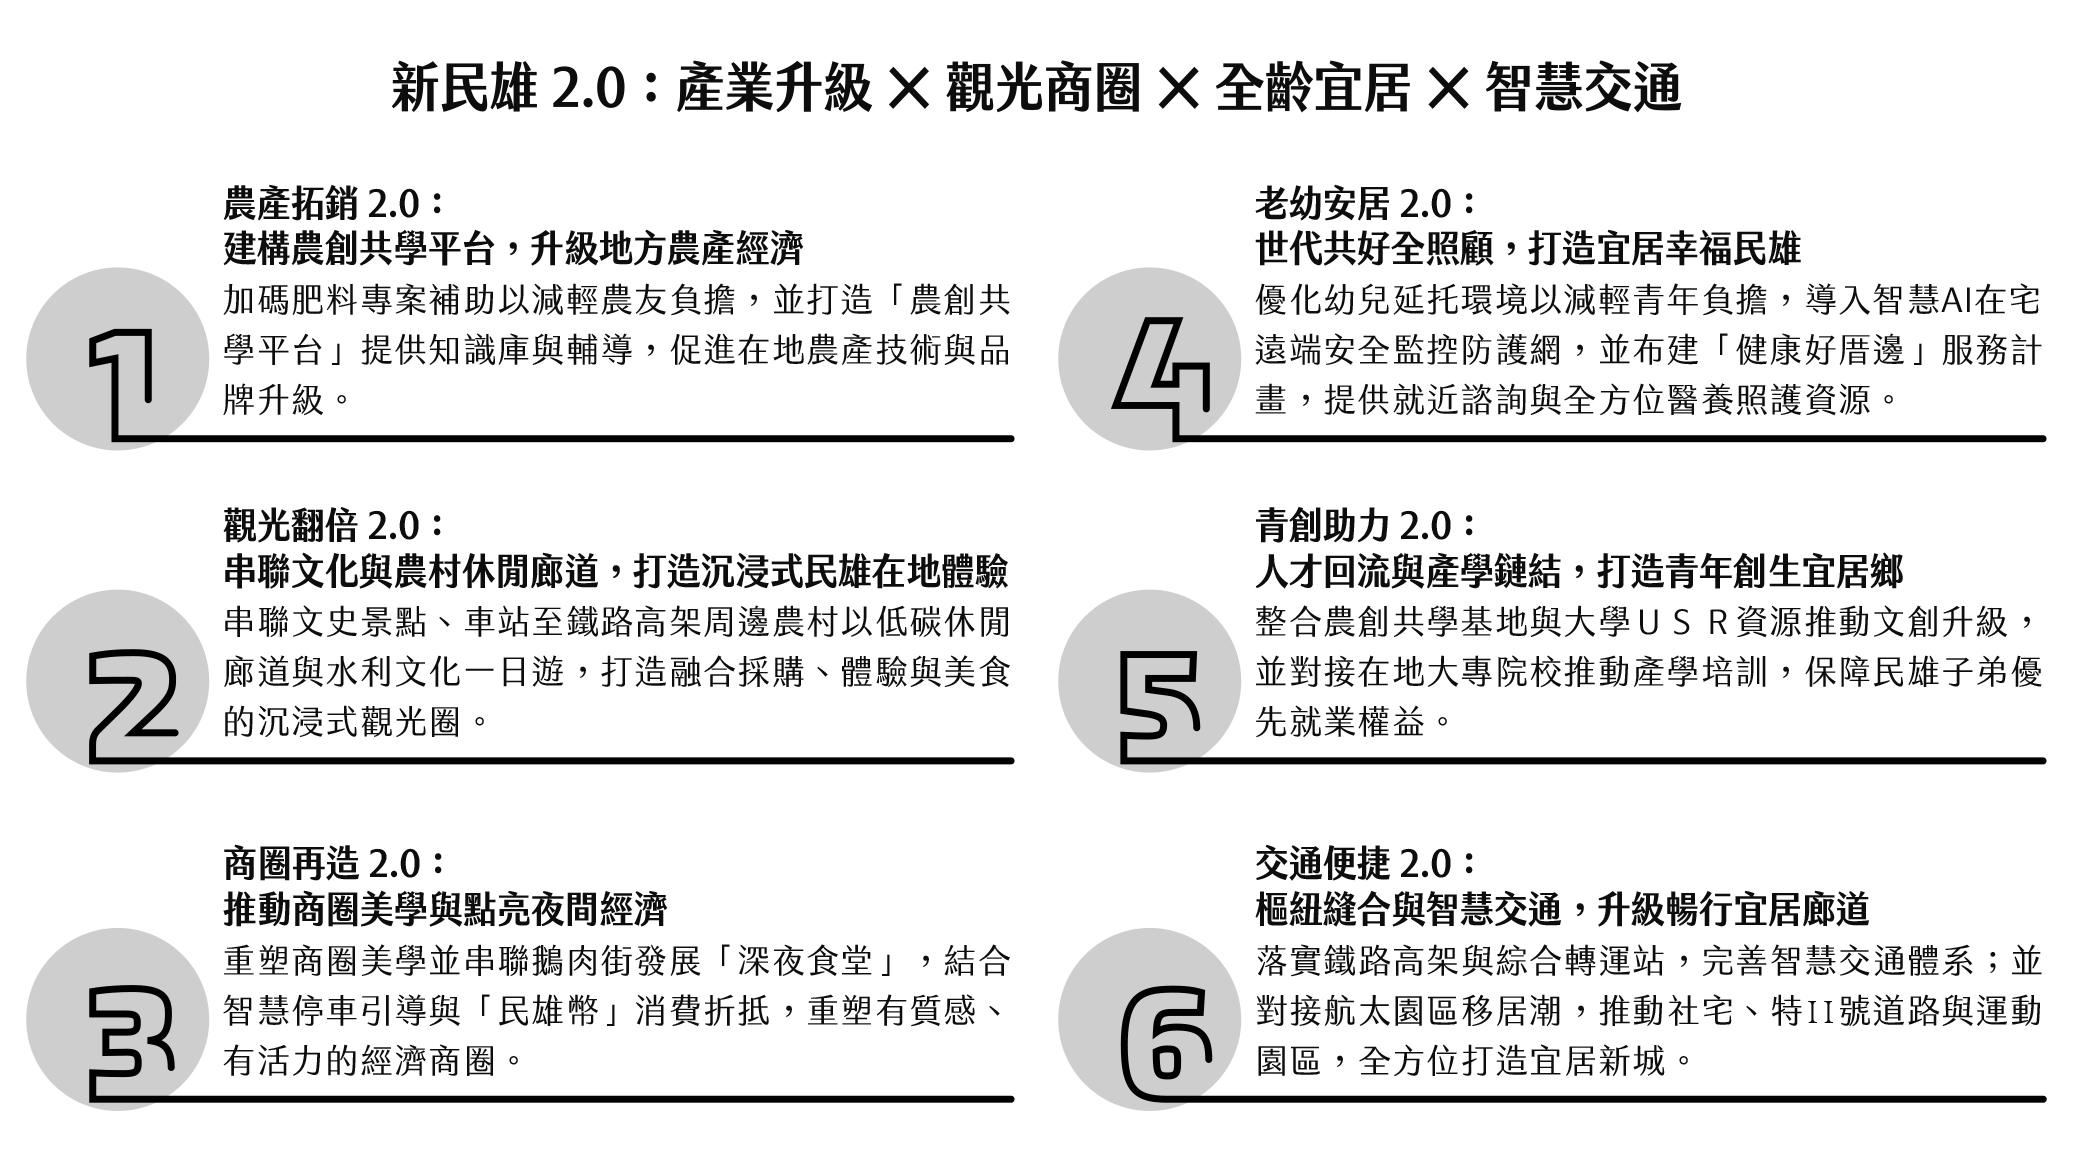 新民雄 2.0：產業升級 × 觀光商圈 × 全齡宜居 × 智慧交通
1
農產拓銷 2.0：
建構農創共學平台，升級地方農產經濟
加碼肥料專案補助以減輕農友負擔，並打造「農創共
學平台」提供知識庫與輔導，促進在地農產技術與品
牌升級。
2
觀光翻倍 2.0：
串聯文化與農村休閒廊道，打造沉浸式民雄在地體驗
串聯文史景點、車站至鐵路高架周邊農村以低碳休閒
廊道與水利文化一日遊，打造融合採購、體驗與美食
的沉浸式觀光圈。
3
商圈再造 2.0：
推動商圈美學與點亮夜間經濟
重塑商圈美學並串聯鵝肉街發展「深夜食堂」，結合
智慧停車引導與「民雄幣」消費折抵，重塑有質感、
有活力的經濟商圈。
4
老幼安居 2.0：
世代共好全照顧，打造宜居幸福民雄
優化幼兒延托環境以減輕青年負擔，導入智慧AI在宅
遠端安全監控防護網，並布建「健康好厝邊」服務計
畫，提供就近諮詢與全方位醫養照護資源。
5
青創助力 2.0：
人才回流與產學鏈結，打造青年創生宜居鄉
整合農創共學基地與大學ＵＳＲ資源推動文創升級，
並對接在地大專院校推動產學培訓，保障民雄子弟優
先就業權益。
6
交通便捷 2.0：
樞紐縫合與智慧交通，升級暢行宜居廊道
落實鐵路高架與綜合轉運站，完善智慧交通體系；並
對接航太園區移居潮，推動社宅、特II號道路與運動
園區，全方位打造宜居新城。